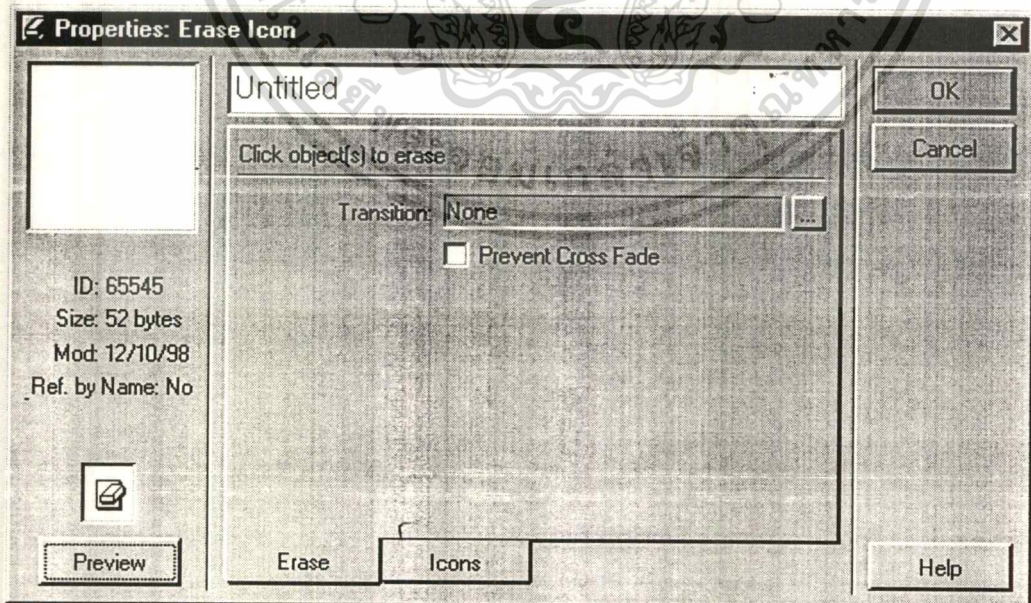 Properties: Erase Icon
Untitled
OK
Click object(s) to erase
Cancel
Transition: None
...
Prevent Cross Fade
ID: 65545
Size: 52 bytes
Mod: 12/10/98
Ref. by Name: No
Preview
Erase
Icons
Help